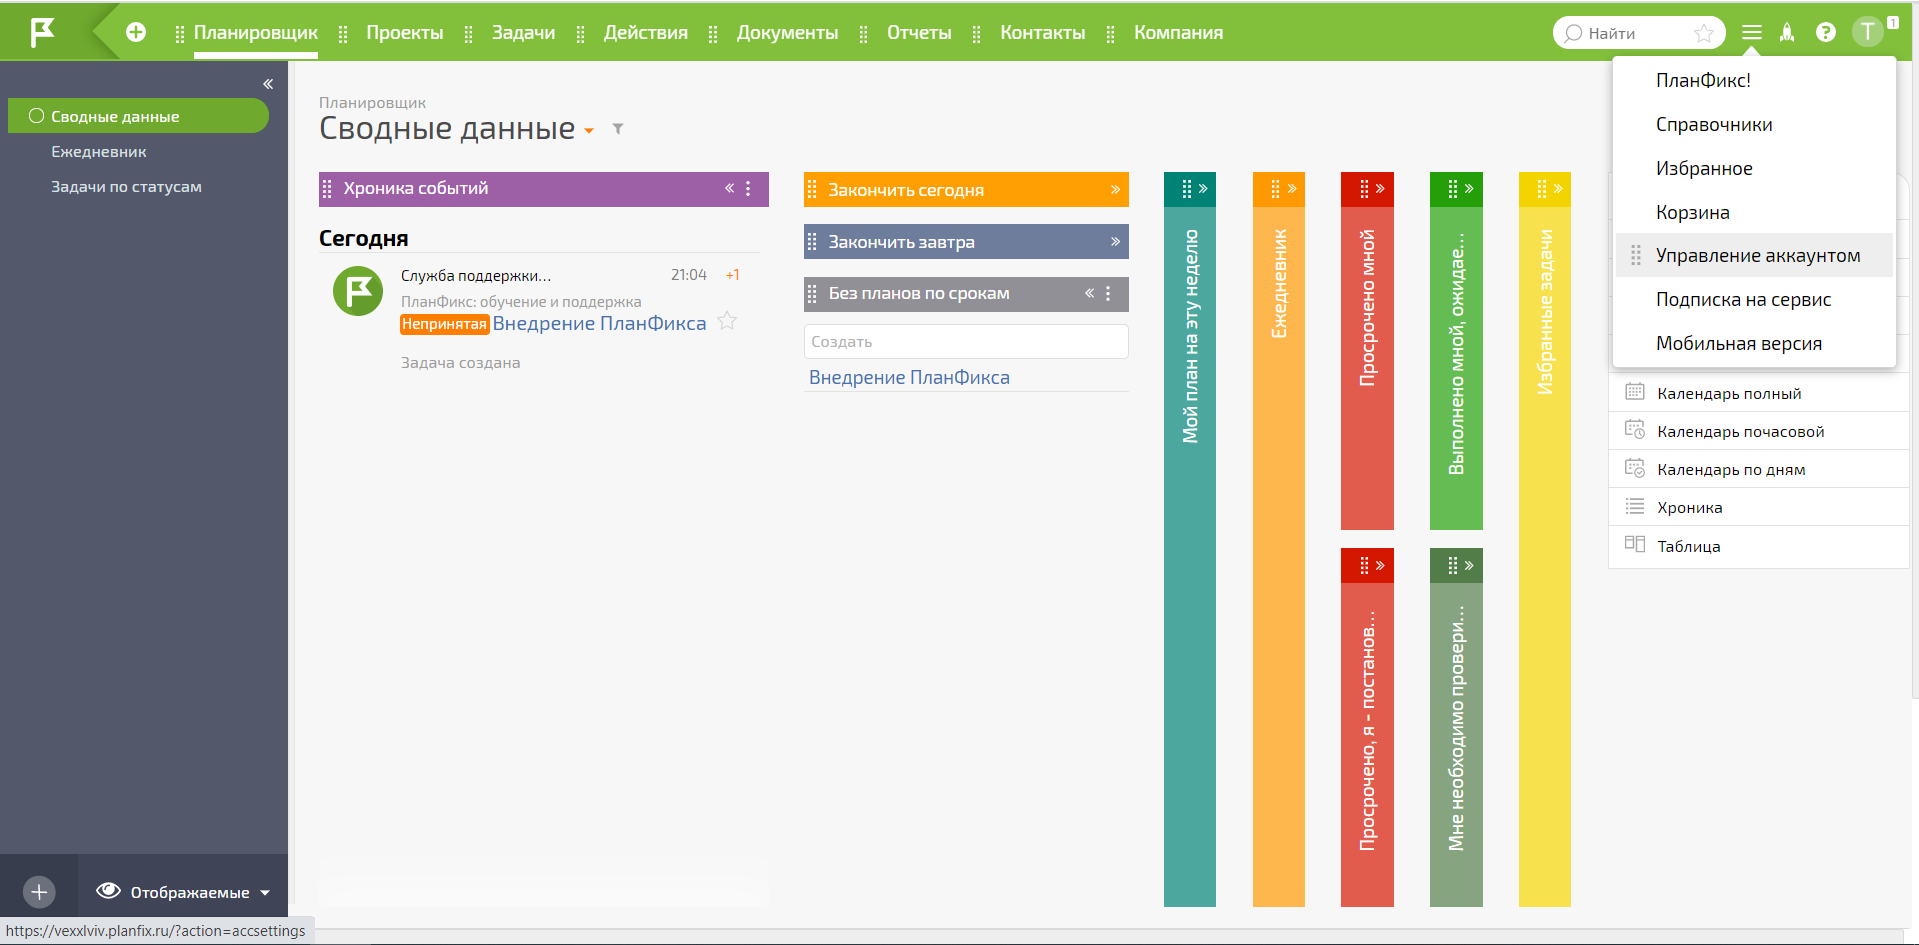 Планировщик
Проекты
Задачи
Действия
Документы
Отчеты
Контакты
Компания
Найти
T
1
Сводные данные
Ежедневник
Задачи по статусам
Отображаемые
https://vexxlviv.planfix.ru/?action=accsettings
Планировщик
Сводные данные
Хроника событий
Сегодня
Служба поддержки...
21:04
+1
ПланФикс: обучение и поддержка
Непринятая Внедрение ПланФикса
Задача создана
Закончить сегодня
Закончить завтра
Без планов по срокам
Создать
Внедрение ПланФикса
Мой план на эту неделю
Ежедневник
Просрочено мной
Просрочено, я - постанов...
Выполнено мной, ожидае...
Мне необходимо провери...
Избранные задачи
ПланФикс!
Справочники
Избранное
Корзина
Управление аккаунтом
Подписка на сервис
Мобильная версия
Календарь полный
Календарь почасовой
Календарь по дням
Хроника
Таблица